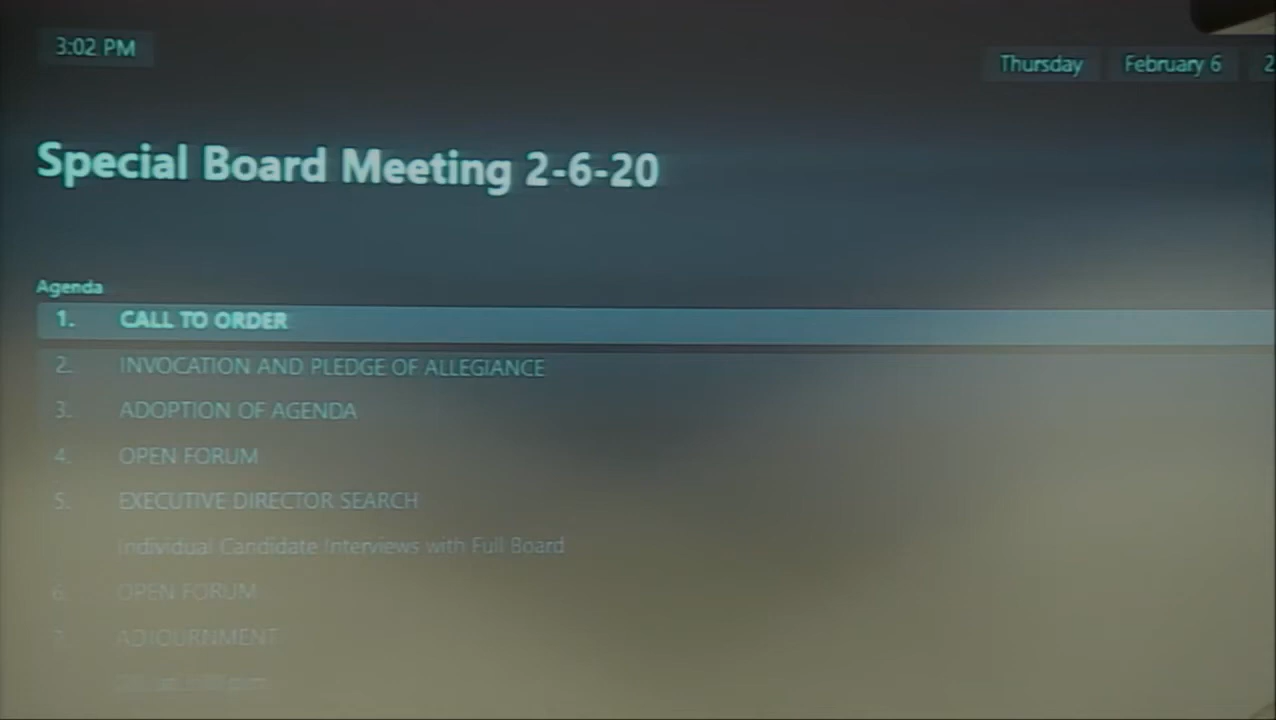 3:02 PM
Thursday February 6 2
Special Board Meeting 2-6-20
Agenda
1. CALL TO ORDER
2. INVOCATION AND PLEDGE OF ALLEGIANCE
3. ADOPTION OF AGENDA
4. OPEN FORUM
5. EXECUTIVE DIRECTOR SEARCH
Individual Candidate Interviews with Full Board
6. OPEN FORUM
7. ADJOURNMENT